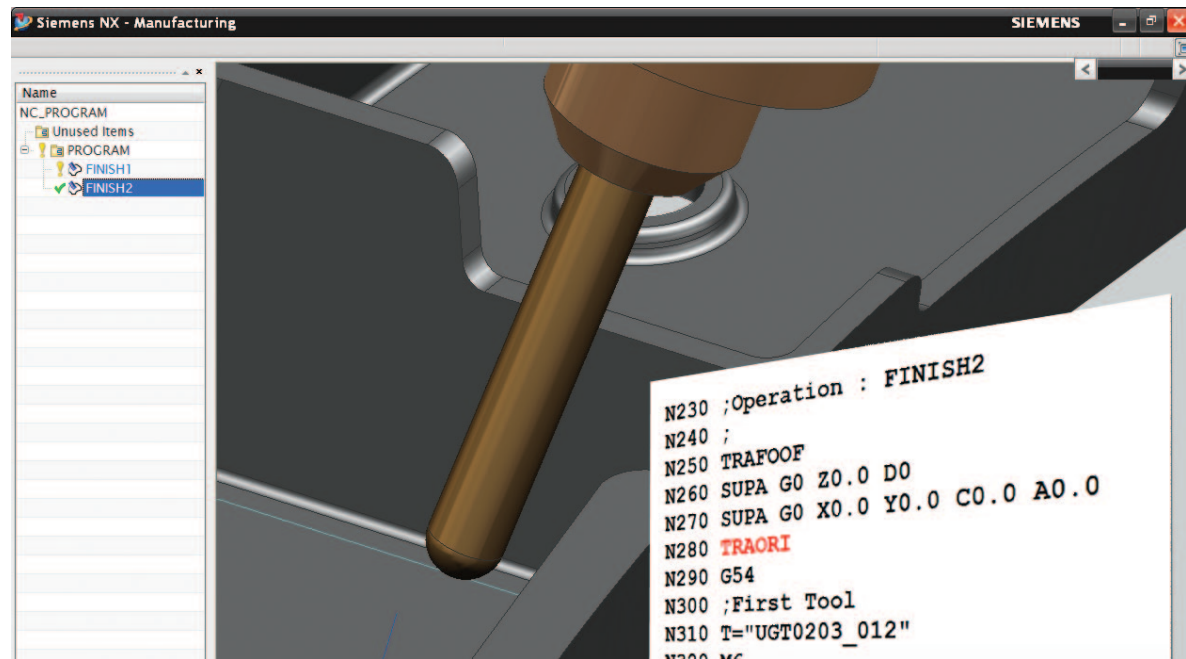 Siemens NX - Manufacturing
SIEMENS
Name
NC_PROGRAM
Unused Items
PROGRAM
FINISH1
FINISH2
N230 ;Operation : FINISH2
N240 ;
N250 TRAFOOF
N260 SUPA G0 Z0.0 D0
N270 SUPA G0 X0.0 Y0.0 C0.0 A0.0
N280 TRAORI
N290 G54
N300 ;First Tool
N310 T="UGT0203_012"
N320 M6